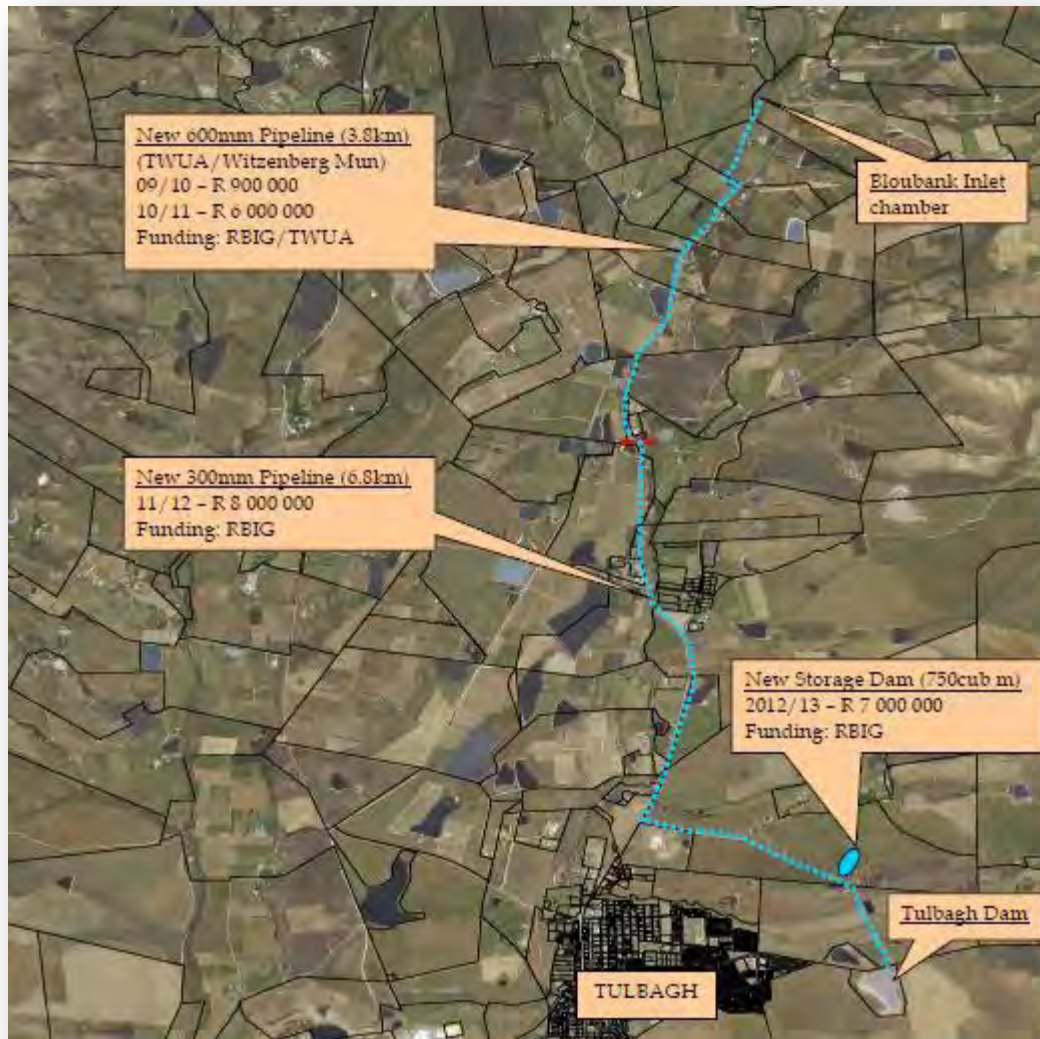 New 600mm Pipeline (3.8km)
(TWUA/Witzenberg Mun)
09/10 – R 900 000
10/11 – R 6 000 000
Funding: RBIG/TWUA
Bloubank Inlet
chamber
New 300mm Pipeline (6.8km)
11/12 – R 8 000 000
Funding: RBIG
New Storage Dam (750cub m)
2012/13 – R 7 000 000
Funding: RBIG
Tulbagh Dam
TULBAGH